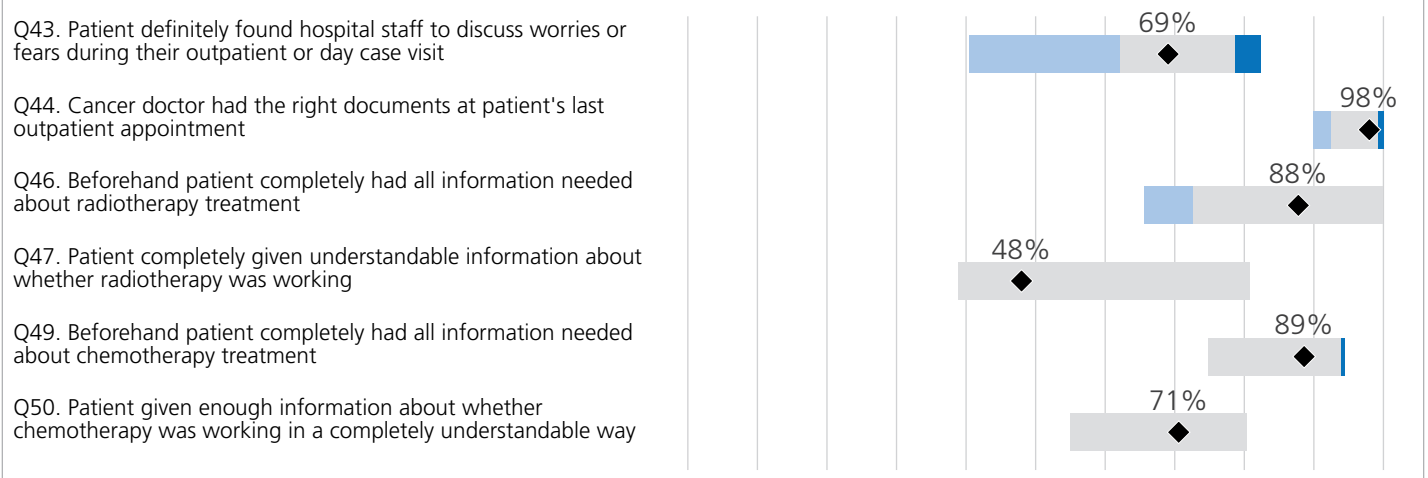 Q43. Patient definitely found hospital staff to discuss worries or
fears during their outpatient or day case visit
69%
Q44. Cancer doctor had the right documents at patient's last
outpatient appointment
98%
Q46. Beforehand patient completely had all information needed
about radiotherapy treatment
88%
Q47. Patient completely given understandable information about
whether radiotherapy was working
48%
Q49. Beforehand patient completely had all information needed
about chemotherapy treatment
89%
Q50. Patient given enough information about whether
chemotherapy was working in a completely understandable way
71%